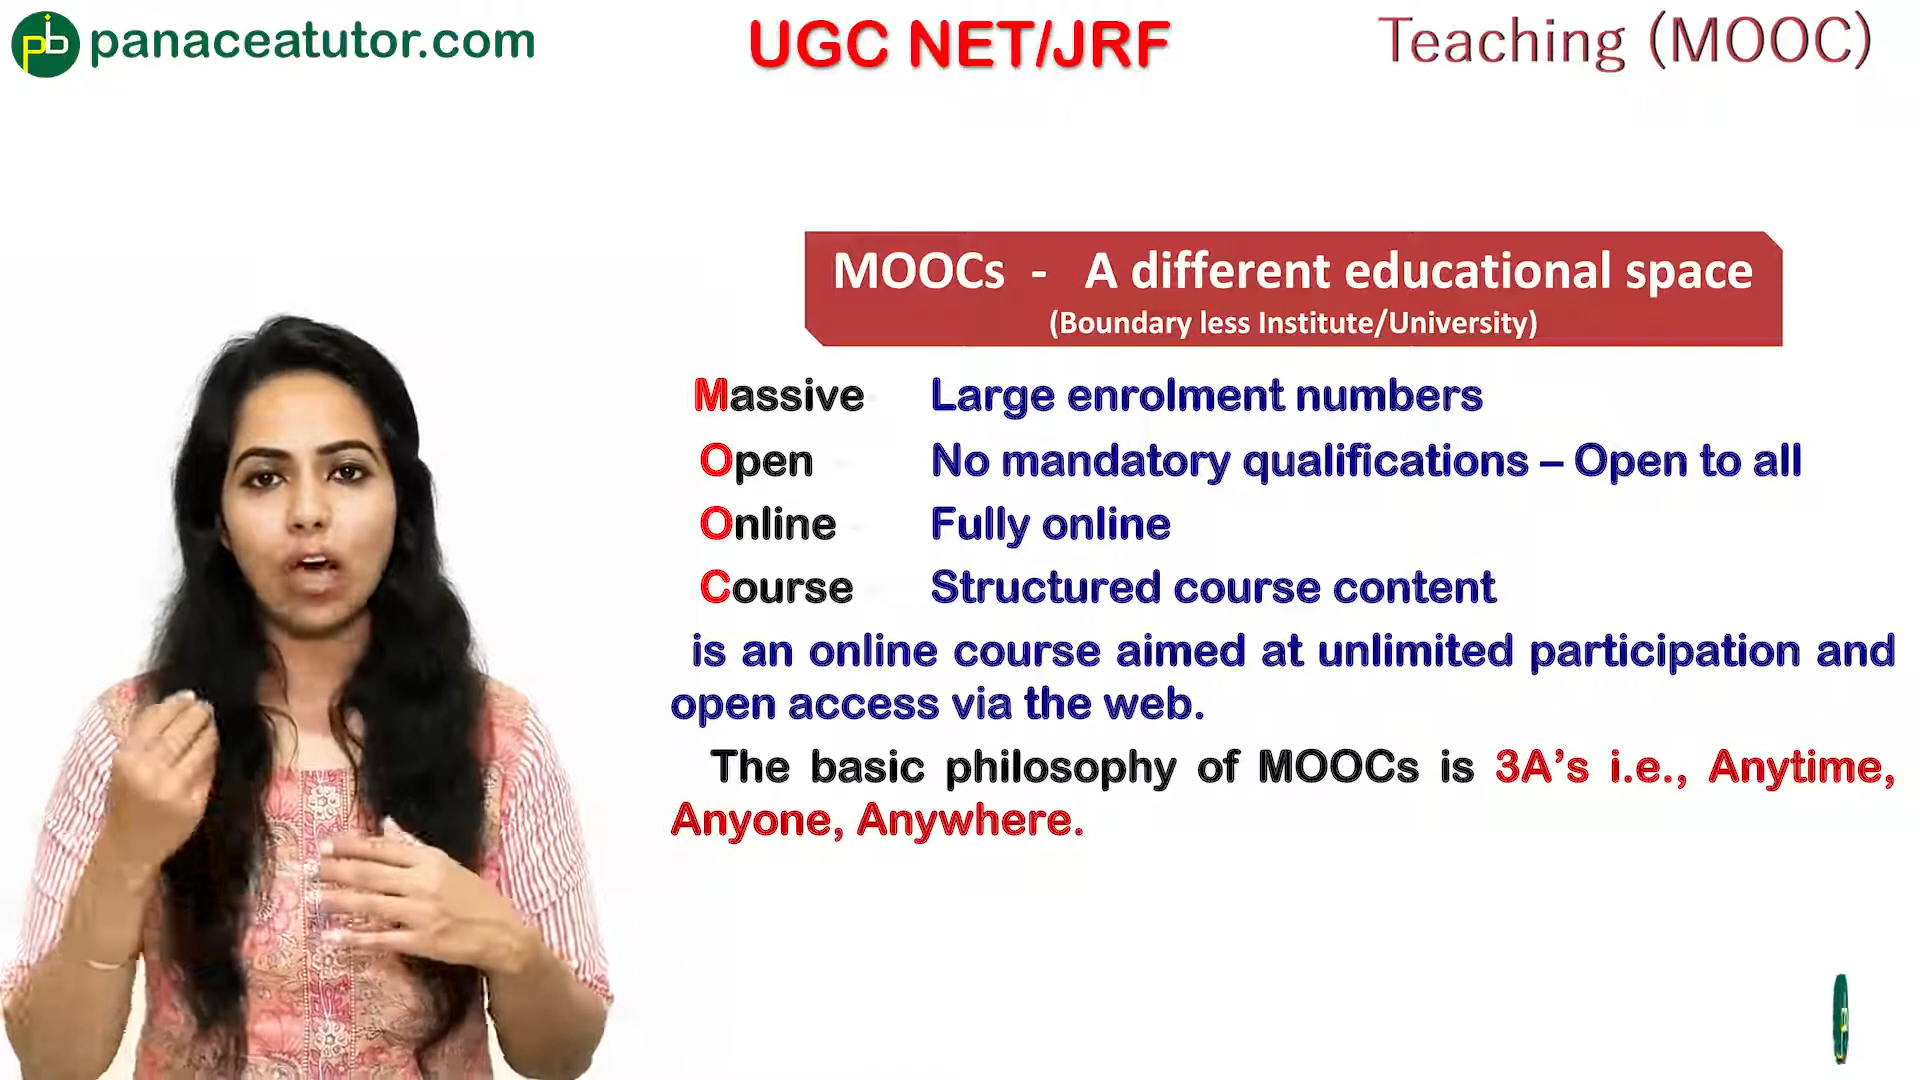 panaceatutor.com
UGC NET/JRF
Teaching (MOOC)
MOOCs - A different educational space
(Boundary less Institute/University)
Massive Large enrolment numbers
Open No mandatory qualifications – Open to all
Online Fully online
Course Structured course content
is an online course aimed at unlimited participation and
open access via the web.
The basic philosophy of MOOCs is 3A's i.e., Anytime,
Anyone, Anywhere.